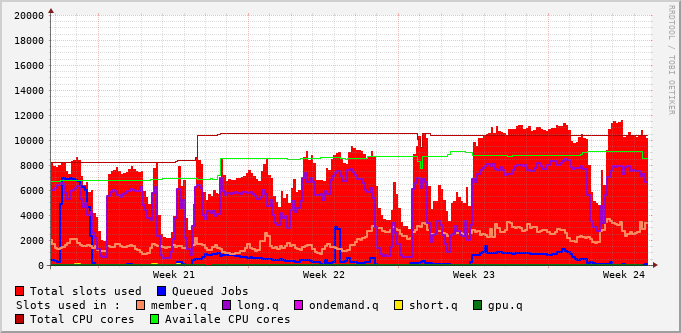 20000
18000
16000
14000
12000
10000
8000
6000
4000
2000
0
Week 21 Week 22 Week 23 Week 24
RRDTOOL / TOBI OETIKER
Total slots used Queued Jobs
Slots used in : member.q long.q ondemand.q short.q gpu.q
Total CPU cores Availale CPU cores